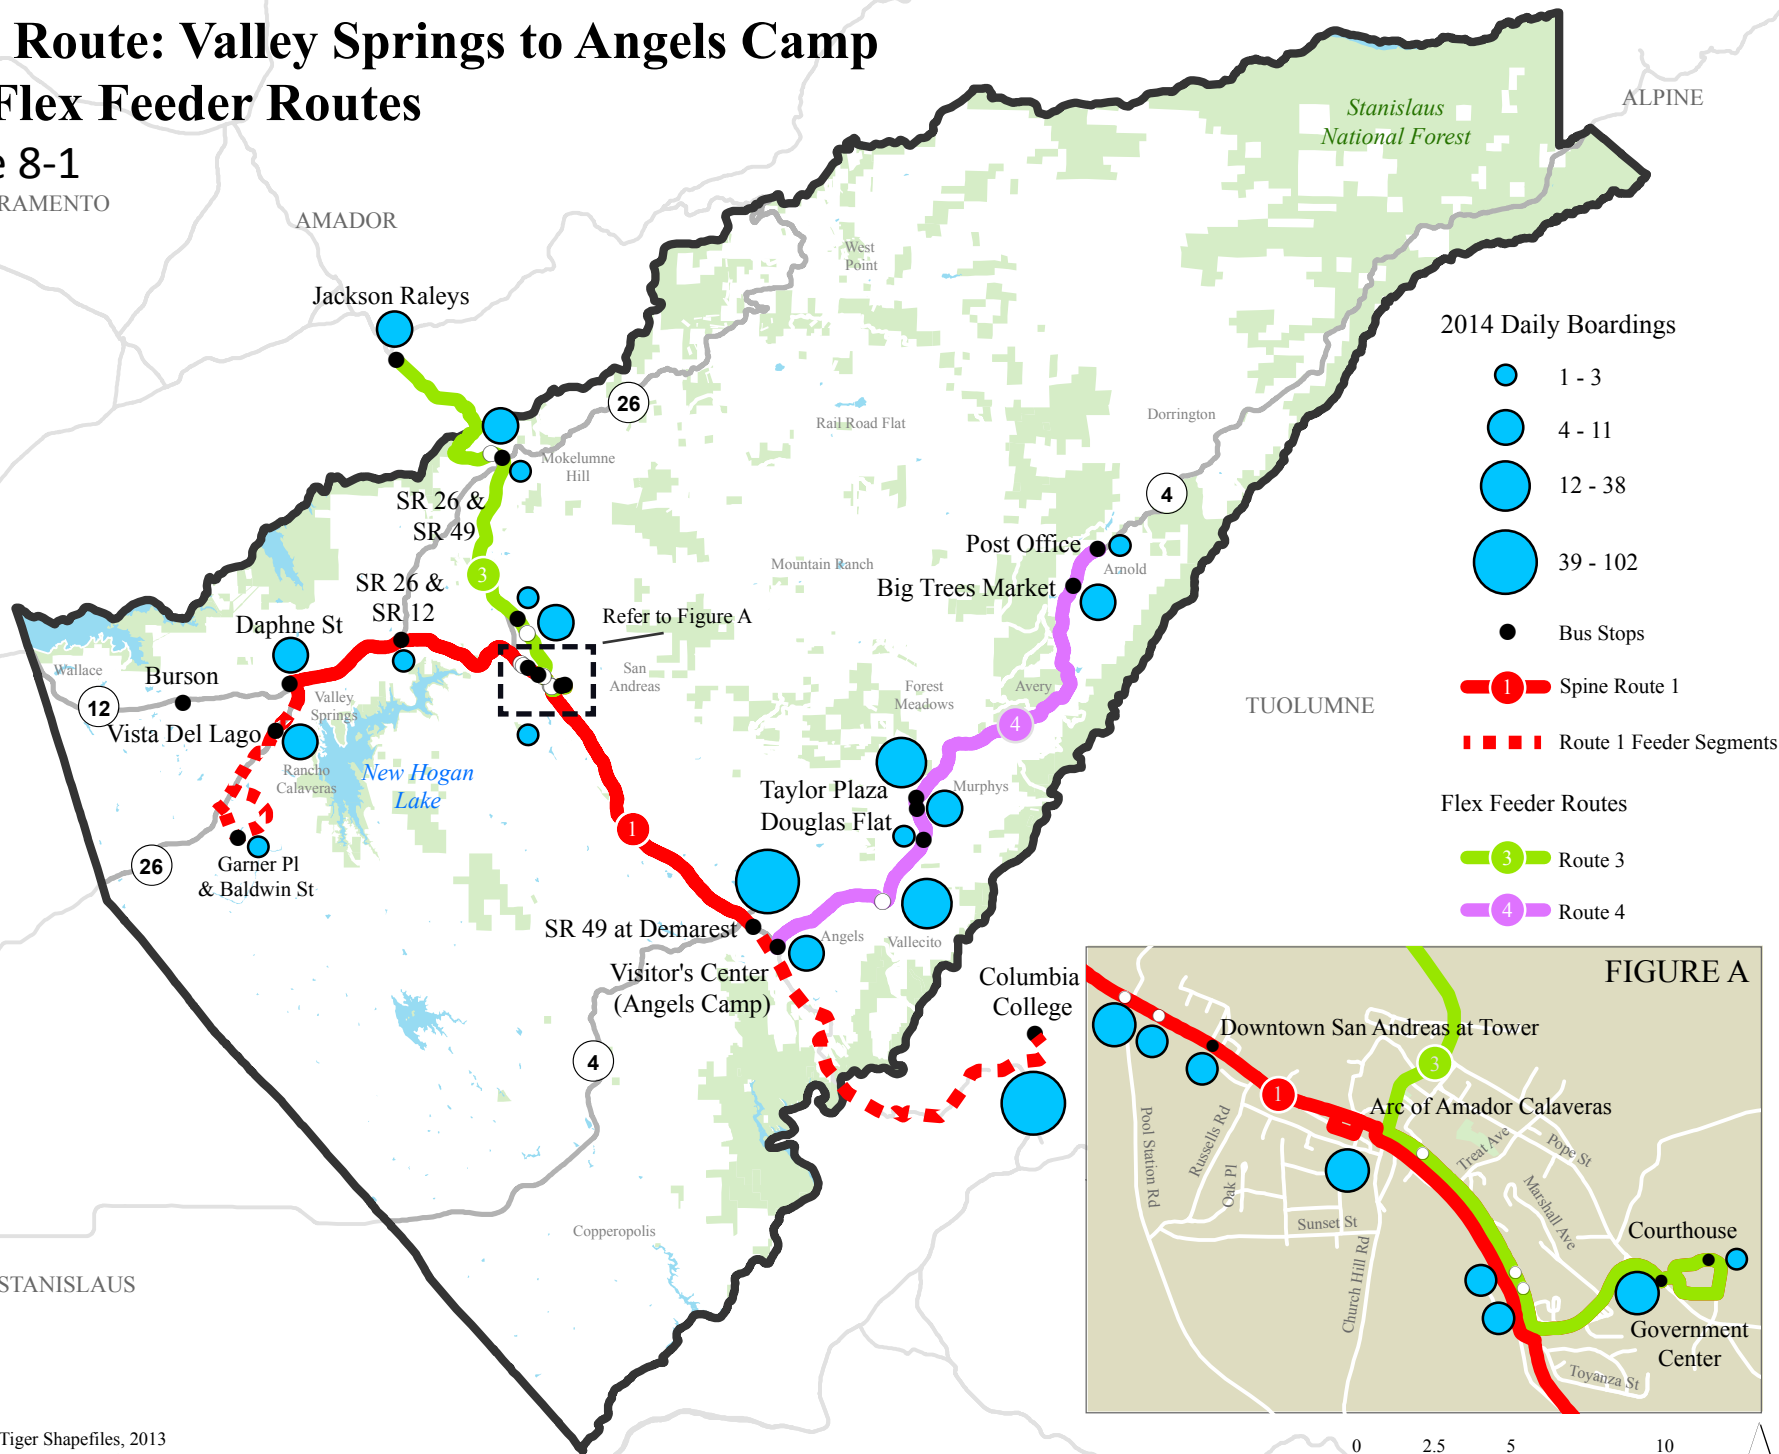 Route: Valley Springs to Angels Camp
Flex Feeder Routes
e 8-1
RAMENTO
AMADOR
ALPINE
Stanislaus
National Forest
West
Point
Jackson Raleys
26
Rail Road Flat
Dorrington
Mokelumne
Hill
SR 26 &
SR 49
4
3
Mountain Ranch
Post Office
Arnold
Big Trees Market
SR 26 &
SR 12
Refer to Figure A
Daphne St
Wallace
Burson
12
Valley
Springs
San
Andreas
Forest
Meadows
Avery
4
TUOLUMNE
Vista Del Lago
Rancho
Calaveras
New Hogan
Lake
Taylor Plaza
Murphys
Douglas Flat
1
26
Garner Pl
& Baldwin St
SR 49 at Demarest
Angels
Vallecito
Visitor's Center
(Angels Camp)
Columbia
College
4
Copperopolis
STANISLAUS
Tiger Shapefiles, 2013
2014 Daily Boardings
1 - 3
4 - 11
12 - 38
39 - 102
Bus Stops
1
Spine Route 1
Route 1 Feeder Segments
Flex Feeder Routes
3
Route 3
4
Route 4
FIGURE A
Downtown San Andreas at Tower
3
1
Arc of Amador Calaveras
Pool Station Rd
Russells Rd
Oak Pl
Treat Ave
Pope St
Marshall Ave
Sunset St
Church Hill Rd
Courthouse
Government
Center
Toyanza St
0 2.5 5 10